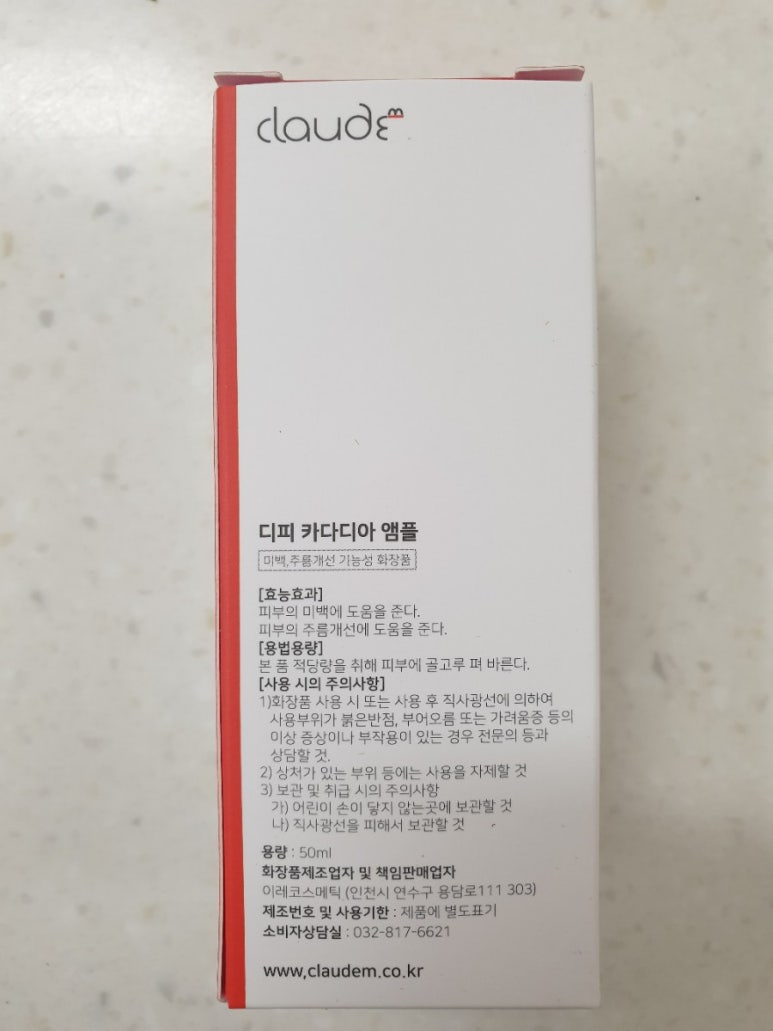 claudem
디피 카다디아 앰플
미백,주름개선 기능성 화장품
[효능효과]
피부의 미백에 도움을 준다.
피부의 주름개선에 도움을 준다.
[용법용량]
본 품 적당량을 취해 피부에 골고루 펴 바른다.
[사용 시의 주의사항]
1)화장품 사용 시 또는 사용 후 직사광선에 의하여
사용부위가 붉은반점, 부어오름 또는 가려움증 등의
이상 증상이나 부작용이 있는 경우 전문의 등과
상담할 것.
2) 상처가 있는 부위 등에는 사용을 자제할 것
3) 보관 및 취급 시의 주의사항
가) 어린이 손이 닿지 않는곳에 보관할 것
나) 직사광선을 피해서 보관할 것
용량 : 50ml
화장품제조업자 및 책임판매업자
이레코스메틱 (인천시 연수구 용담로111 303)
제조번호 및 사용기한 : 제품에 별도표기
소비자상담실 : 032-817-6621
www.claudem.co.kr